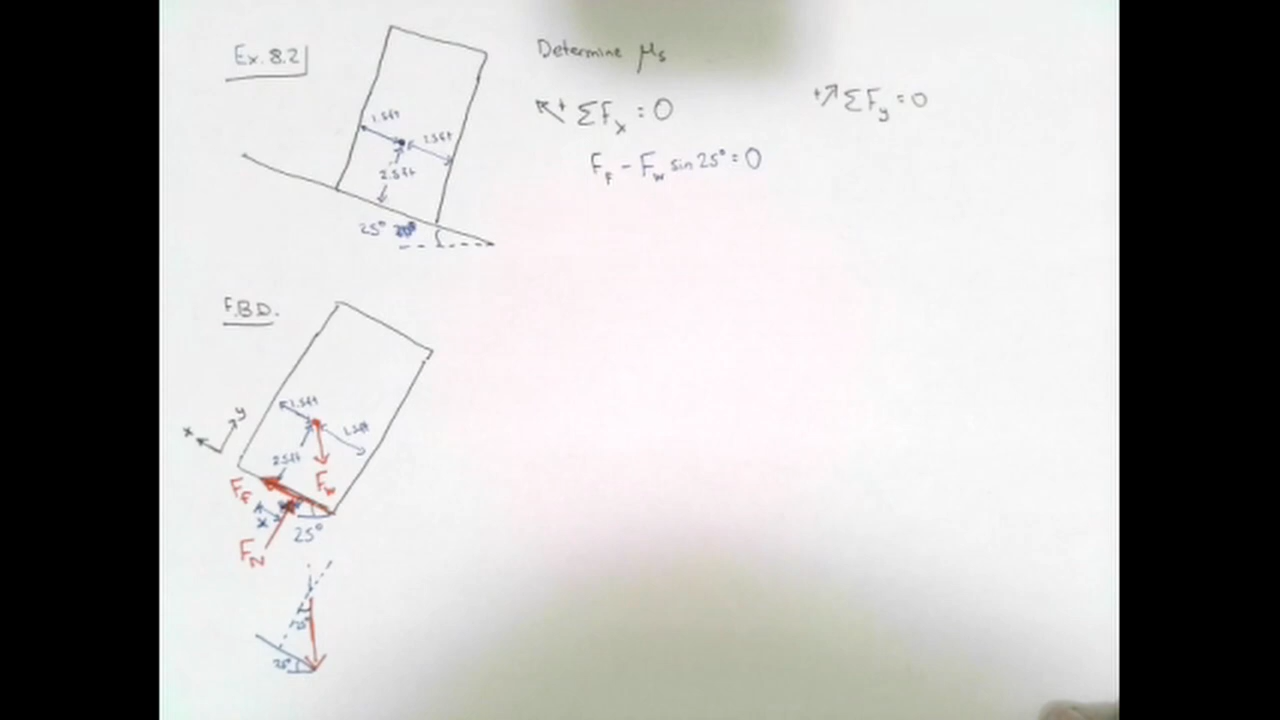 Ex. 8.2
Determine μs
↖+ ΣFx = 0
+↗ ΣFy = 0
FF - Fw sin 25° = 0
1.5ft
1.5ft
2.5ft
25°
F.B.D.
1.5ft
1.5ft
2.5ft
x
y
FF
Fw
x
25°
FN
25°
25°